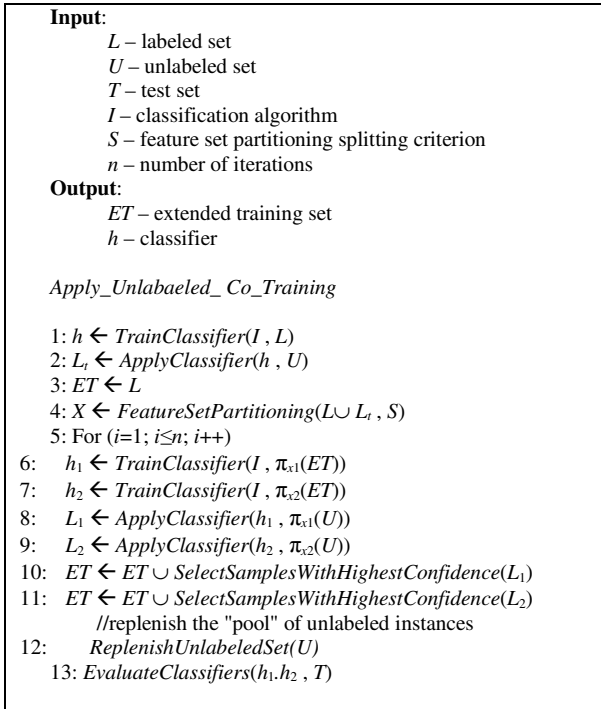 Input:
L – labeled set
U – unlabeled set
T – test set
I – classification algorithm
S – feature set partitioning splitting criterion
n – number of iterations
Output:
ET – extended training set
h – classifier
Apply_Unlabaeled_ Co_Training
1: h ← TrainClassifier(I , L)
2: Lₜ ← ApplyClassifier(h , U)
3: ET ← L
4: X ← FeatureSetPartitioning(L∪ Lₜ , S)
5: For (i=1; i≤n; i++)
6: h₁ ← TrainClassifier(I , πₓ₁(ET))
7: h₂ ← TrainClassifier(I , πₓ₂(ET))
8: L₁ ← ApplyClassifier(h₁ , πₓ₁(U))
9: L₂ ← ApplyClassifier(h₂ , πₓ₂(U))
10: ET ← ET ∪ SelectSamplesWithHighestConfidence(L₁)
11: ET ← ET ∪ SelectSamplesWithHighestConfidence(L₂)
//replenish the "pool" of unlabeled instances
12: ReplenishUnlabeledSet(U)
13: EvaluateClassifiers(h₁.h₂ , T)